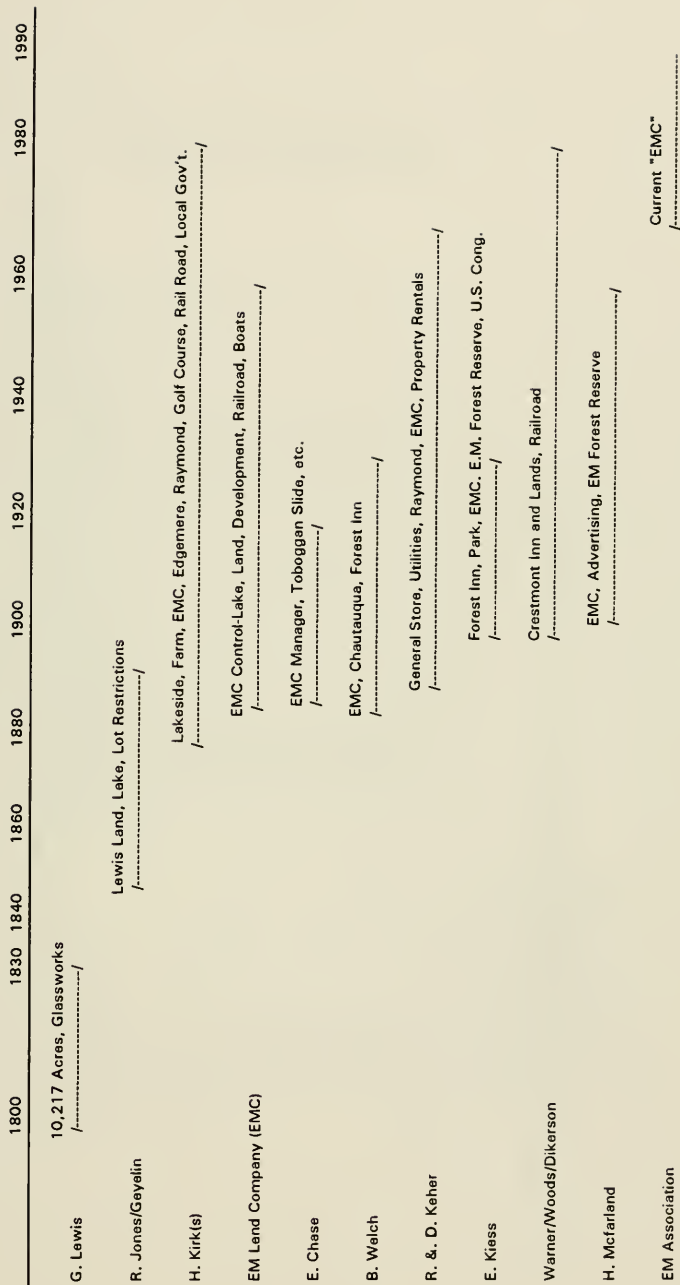 1800 1830 1840 1860 1880 1900 1920 1940 1960 1980 1990
G. Lewis
10,217 Acres, Glassworks
R. Jones/Geyelin
Lewis Land, Lake, Lot Restrictions
H. Kirk(s)
Lakeside, Farm, EMC, Edgemere, Raymond, Golf Course, Rail Road, Local Gov't.
EM Land Company (EMC)
EMC Control-Lake, Land, Development, Railroad, Boats
E. Chase
EMC Manager, Toboggan Slide, etc.
B. Welch
EMC, Chautauqua, Forest Inn
R. &. D. Keher
General Store, Utilities, Raymond, EMC, Property Rentals
E. Kiess
Forest Inn, Park, EMC. E.M. Forest Reserve, U.S. Cong.
Warner/Woods/Dikerson
Crestmont Inn and Lands, Railroad
H. Mcfarland
EMC, Advertising, EM Forest Reserve
EM Association
Current "EMC"